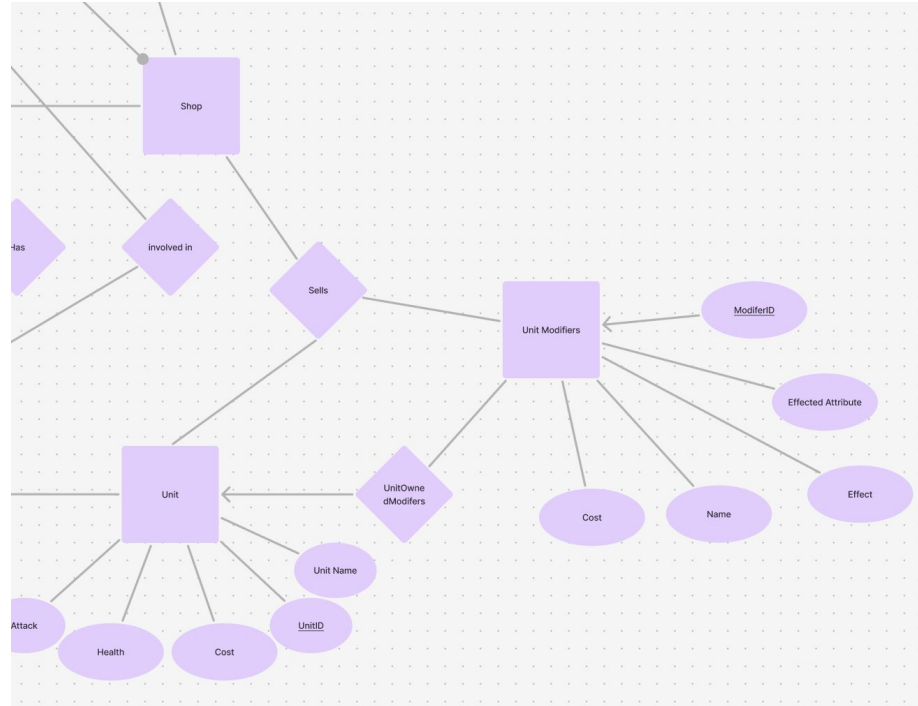 Shop
Has
involved in
Sells
Unit Modifiers
ModiferID
Effected Attribute
Effect
Name
Cost
UnitOwne
dModifers
Unit
Unit Name
UnitID
Cost
Health
Attack